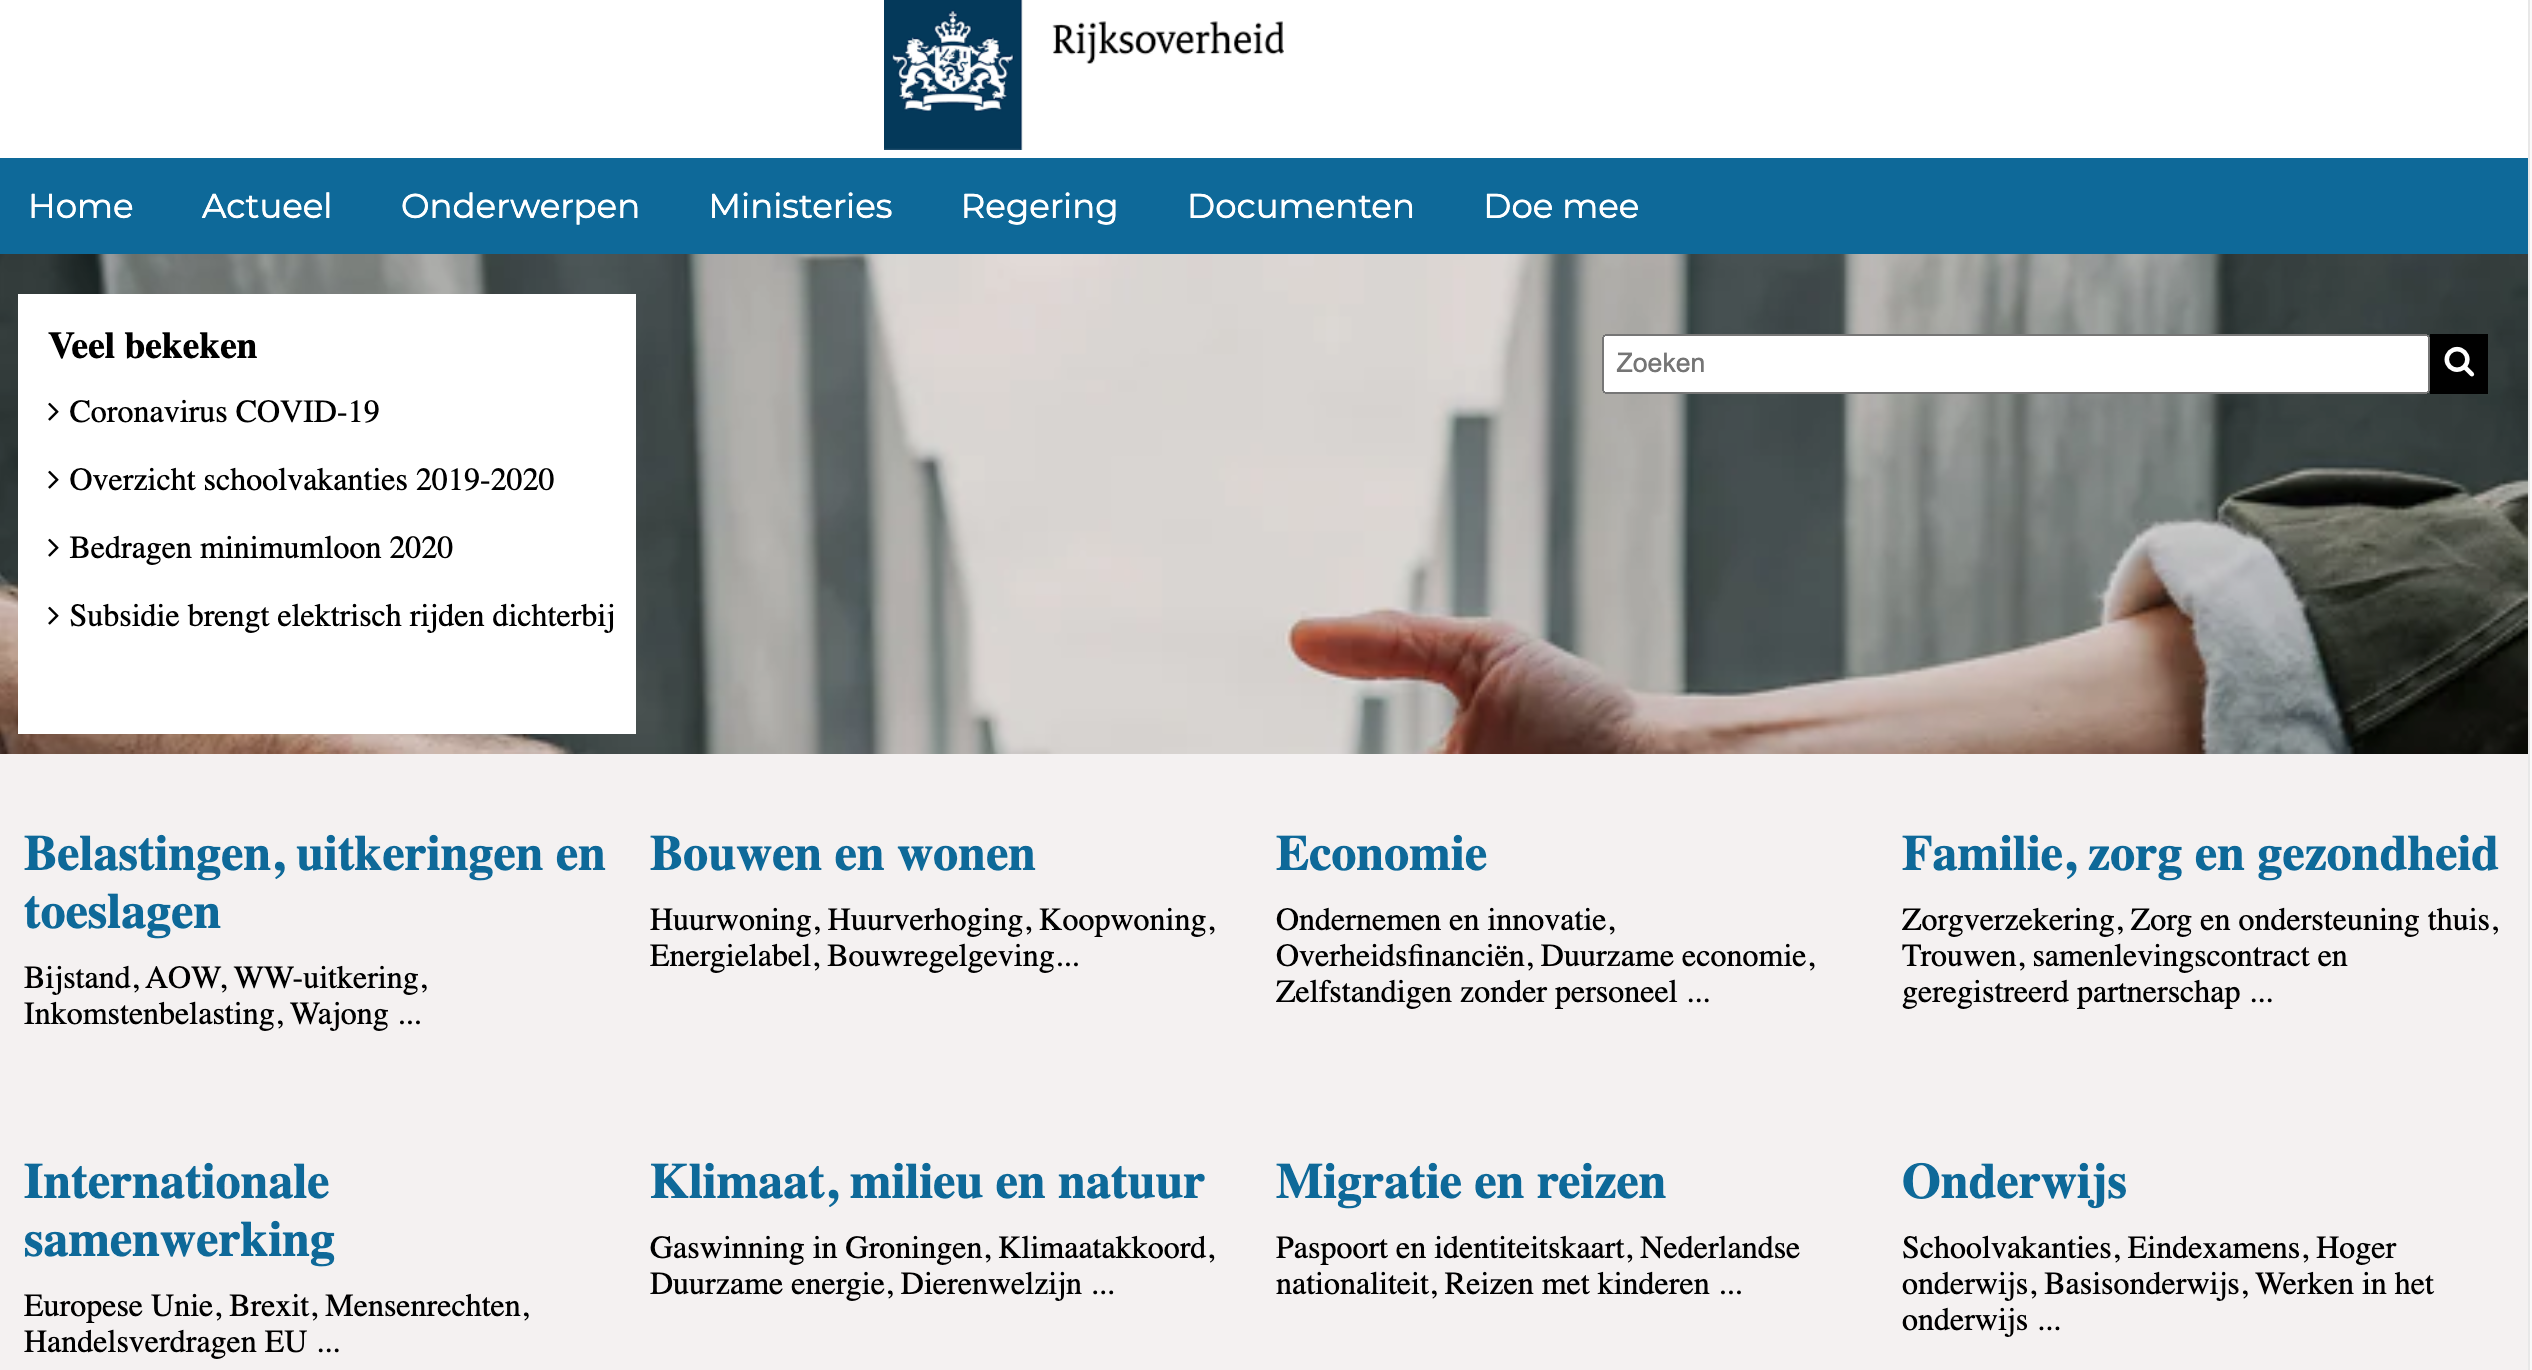 Rijksoverheid
Home Actueel Onderwerpen Ministeries Regering Documenten Doe mee
Veel bekeken
Coronavirus COVID-19
Overzicht schoolvakanties 2019-2020
Bedragen minimumloon 2020
Subsidie brengt elektrisch rijden dichterbij
Zoeken
Belastingen, uitkeringen en
toeslagen
Bijstand, AOW, WW-uitkering,
Inkomstenbelasting, Wajong ...
Bouwen en wonen
Huurwoning, Huurverhoging, Koopwoning,
Energielabel, Bouwregelgeving...
Economie
Ondernemen en innovatie,
Overheidsfinanciën, Duurzame economie,
Zelfstandigen zonder personeel ...
Familie, zorg en gezondheid
Zorgverzekering, Zorg en ondersteuning thuis,
Trouwen, samenlevingscontract en
geregistreerd partnerschap ...
Internationale
samenwerking
Europese Unie, Brexit, Mensenrechten,
Handelsverdragen EU ...
Klimaat, milieu en natuur
Gaswinning in Groningen, Klimaatakkoord,
Duurzame energie, Dierenwelzijn ...
Migratie en reizen
Paspoort en identiteitskaart, Nederlandse
nationaliteit, Reizen met kinderen ...
Onderwijs
Schoolvakanties, Eindexamens, Hoger
onderwijs, Basisonderwijs, Werken in het
onderwijs ...